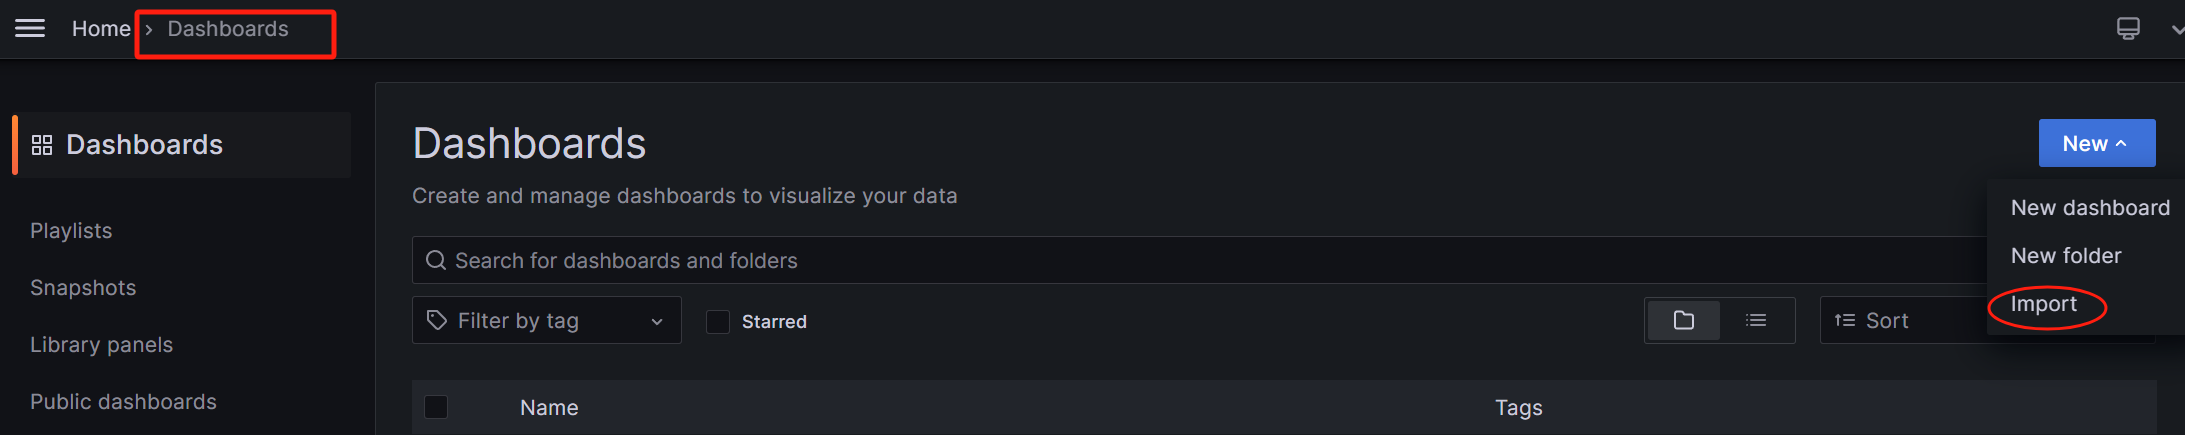 Home › Dashboards
Dashboards
Playlists
Snapshots
Library panels
Public dashboards
Dashboards
Create and manage dashboards to visualize your data
New
New dashboard
New folder
Import
Search for dashboards and folders
Filter by tag
Starred
Sort
Name
Tags